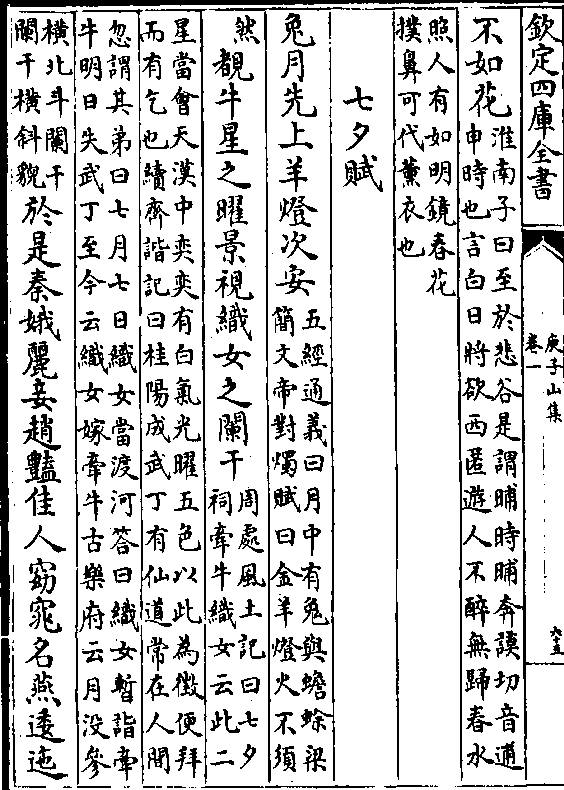 欽定四庫全書
庚子山集
卷一
不如花
淮南子曰至於悲谷是謂晡時晡奔謨切音逋
申時也言白日將欲西匿遊人不醉無歸春水
照人有如明鏡春花
撲鼻可代薰衣也
七夕賦
兎月先上羊燈次安
五經通義曰月中有兎與蟾蜍梁
簡文帝對燭賦曰金羊燈火不須
然
覩牛星之曜景視織女之闌干
周處風土記曰七夕
祠牽牛織女云此二
星當會天漢中奕奕有白氣光曜五色以此為徵便拜
而有乞也續齊諧記曰桂陽成武丁有仙道常在人間
忽謂其弟曰七月七日織女當渡河答曰織女暫詣牽
牛明日失武丁至今云織女嫁牽牛古樂府云月没參
橫北斗闌干
闌干橫斜貌
於是秦娥麗妾趙豔佳人窈窕名燕逶迤